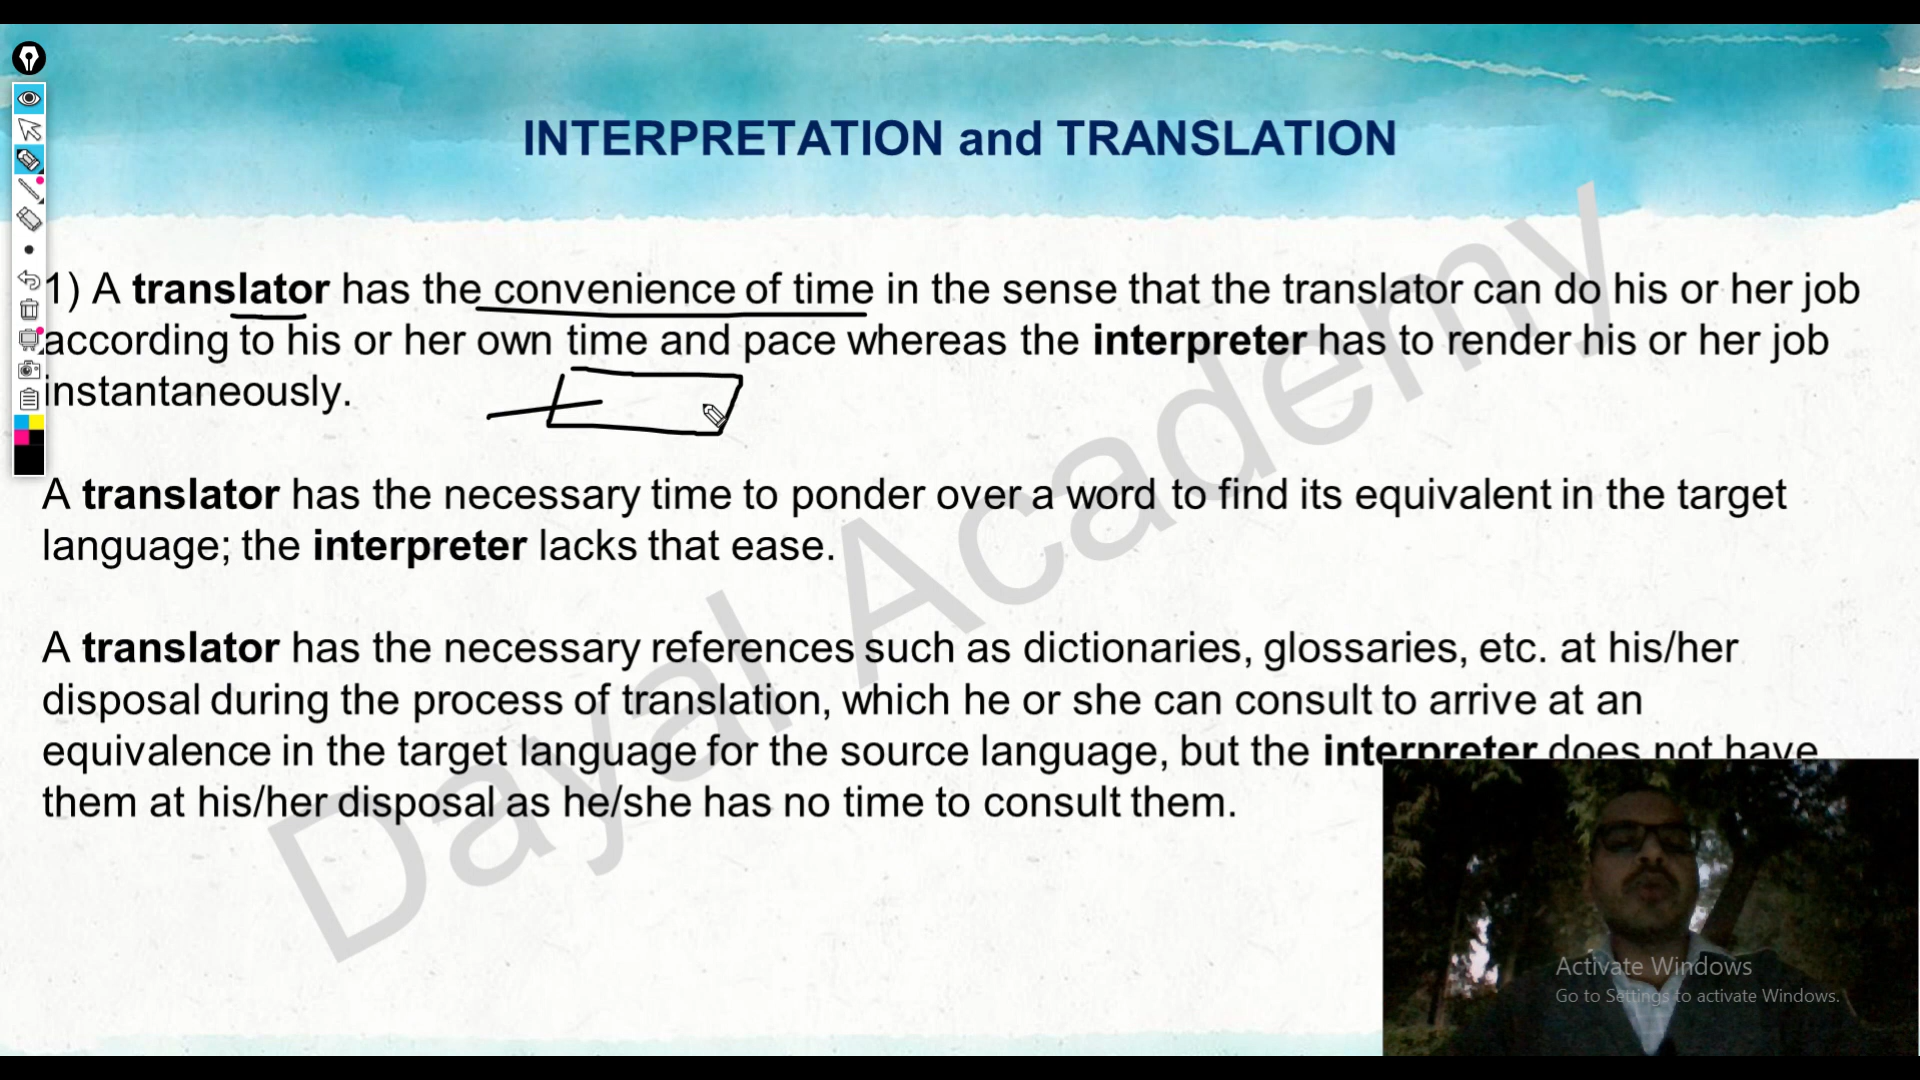 INTERPRETATION and TRANSLATION
1) A translator has the convenience of time in the sense that the translator can do his or her job
according to his or her own time and pace whereas the interpreter has to render his or her job
instantaneously.
A translator has the necessary time to ponder over a word to find its equivalent in the target
language; the interpreter lacks that ease.
A translator has the necessary references such as dictionaries, glossaries, etc. at his/her
disposal during the process of translation, which he or she can consult to arrive at an
equivalence in the target language for the source language, but the interpreter does not have
them at his/her disposal as he/she has no time to consult them.
Dayal Academy
Activate Windows
Go to Settings to activate Windows.